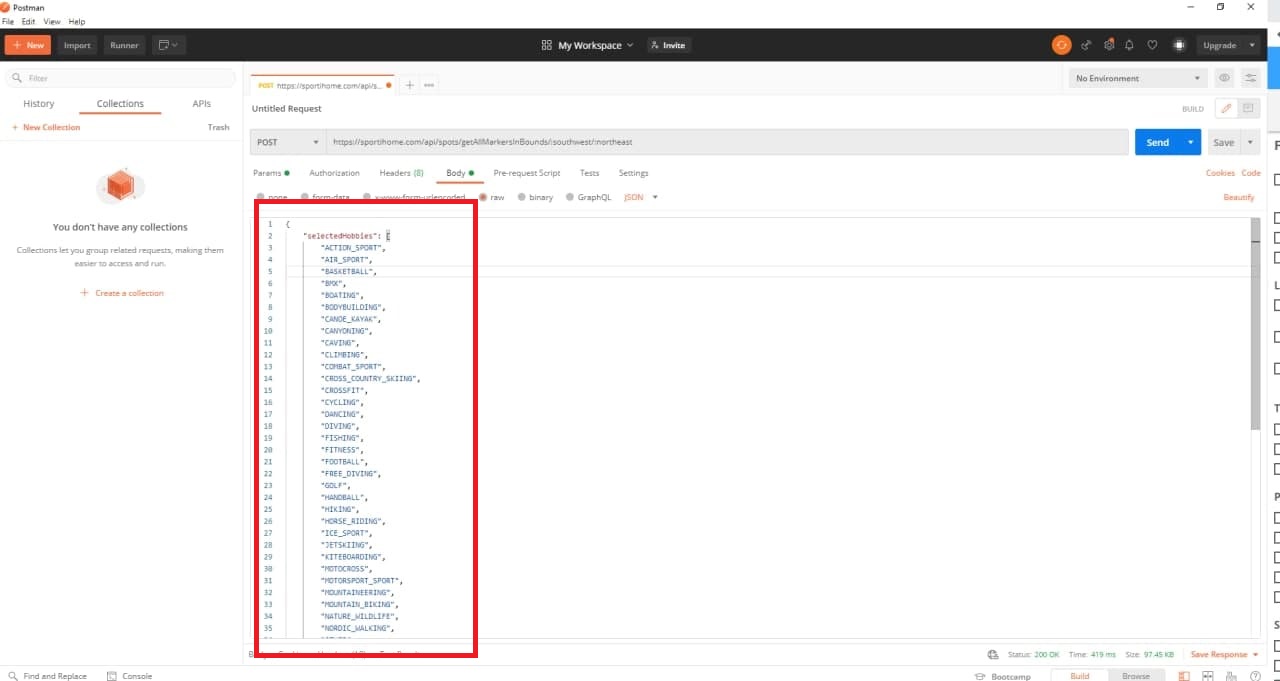 Postman
File Edit View Help
+ New Import Runner My Workspace Invite Upgrade
Filter
History Collections APIs
+ New Collection Trash
You don't have any collections
Collections let you group related requests, making them
easier to access and run.
+ Create a collection
POST https://sportihome.com/api/s... + ••• No Environment
Untitled Request BUILD
POST https://sportihome.com/api/spots/getAllMarkersInBounds/:southwest/:northeast Send Save
Params Authorization Headers (8) Body Pre-request Script Tests Settings Cookies Code
none form-data x-www-form-urlencoded raw binary GraphQL JSON Beautify
1 {
2 "selectedHobbies": [
3 "ACTION_SPORT",
4 "AIR_SPORT",
5 "BASKETBALL",
6 "BMX",
7 "BOATING",
8 "BODYBUILDING",
9 "CANOE_KAYAK",
10 "CANYONING",
11 "CAVING",
12 "CLIMBING",
13 "COMBAT_SPORT",
14 "CROSS_COUNTRY_SKIING",
15 "CROSSFIT",
16 "CYCLING",
17 "DANCING",
18 "DIVING",
19 "FISHING",
20 "FITNESS",
21 "FOOTBALL",
22 "FREE_DIVING",
23 "GOLF",
24 "HANDBALL",
25 "HIKING",
26 "HORSE_RIDING",
27 "ICE_SPORT",
28 "JETSKIING",
29 "KITEBOARDING",
30 "MOTOCROSS",
31 "MOTORSPORT_SPORT",
32 "MOUNTAINEERING",
33 "MOUNTAIN_BIKING",
34 "NATURE_WILDLIFE",
35 "NORDIC_WALKING",
Status: 200 OK Time: 419 ms Size: 97.45 KB Save Response
Find and Replace Console Bootcamp Build Browse